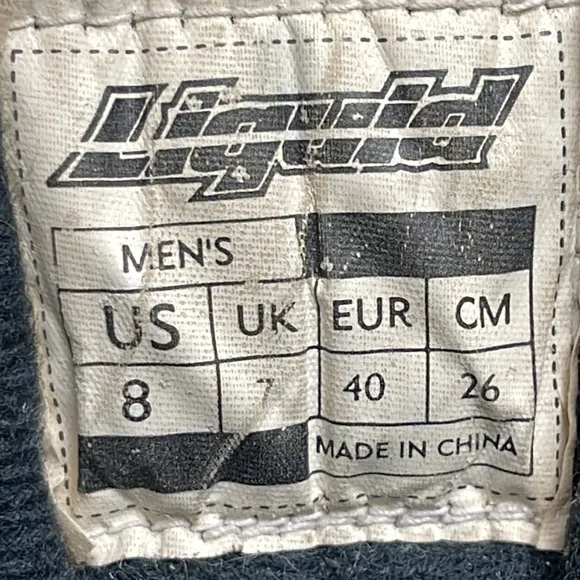 Liquid
MEN'S
US UK EUR CM
8 7 40 26
MADE IN CHINA